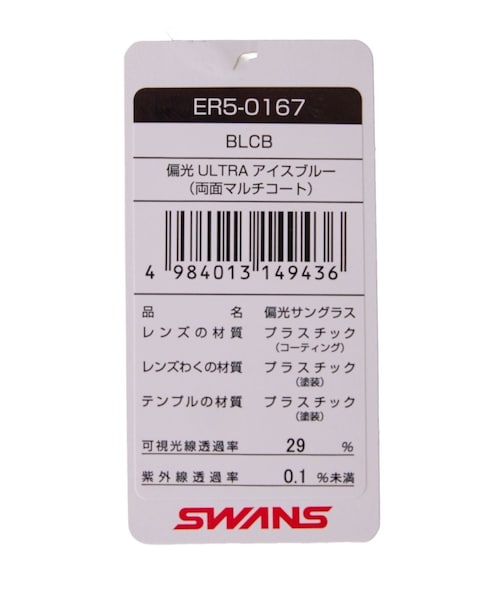 ER5-0167
BLCB
偏光ULTRAアイスブルー
(両面マルチコート)
4 984013 149436
品名 偏光サングラス
レンズの材質 プラスチック
(コーティング)
レンズわくの材質 プラスチック
(塗装)
テンプルの材質 プラスチック
(塗装)
可視光線透過率 29 %
紫外線透過率 0.1 %未満
SWANS